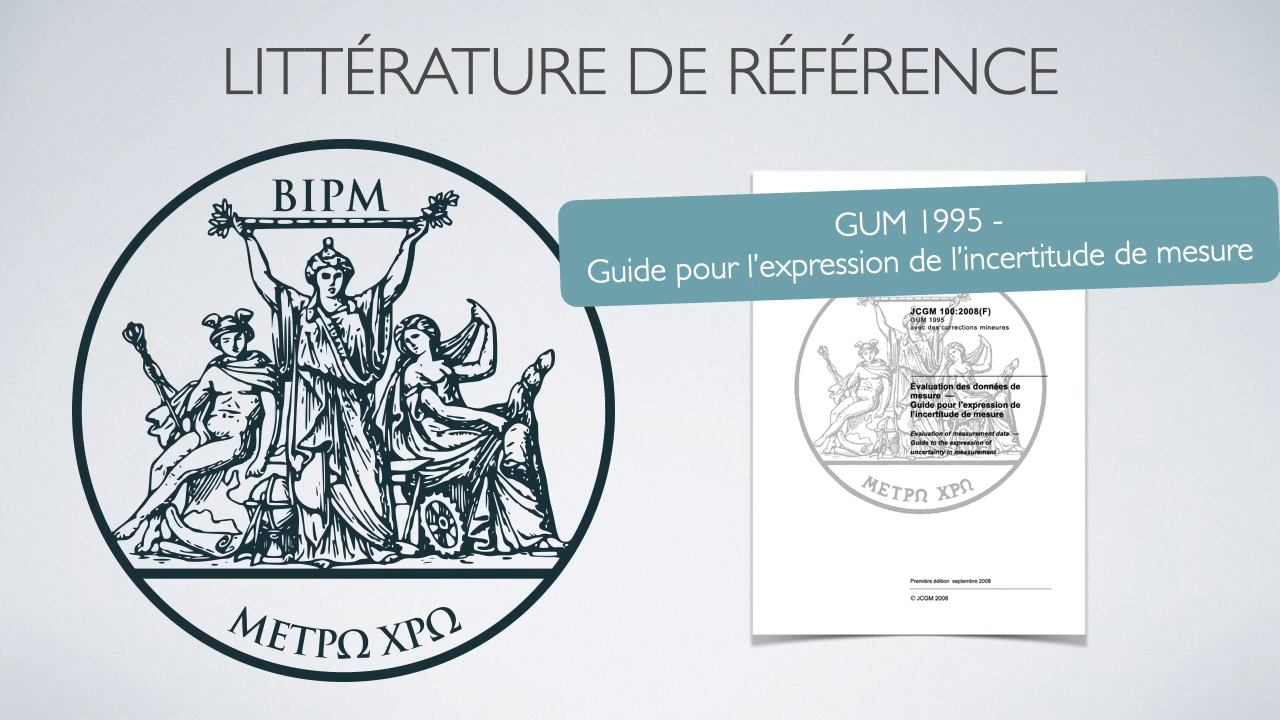 LITTÉRATURE DE RÉFÉRENCE
BIPM
ΜΕΤΡΩ ΧΡΩ
GUM 1995 -
Guide pour l'expression de l'incertitude de mesure
JCGM 100:2008(F)
GUM 1995
avec des corrections mineures
Évaluation des données de
mesure —
Guide pour l'expression de
l'incertitude de mesure
Evaluation of measurement data —
Guide to the expression of
uncertainty in measurement
ΜΕΤΡΩ ΧΡΩ
Première édition septembre 2008
© JCGM 2008